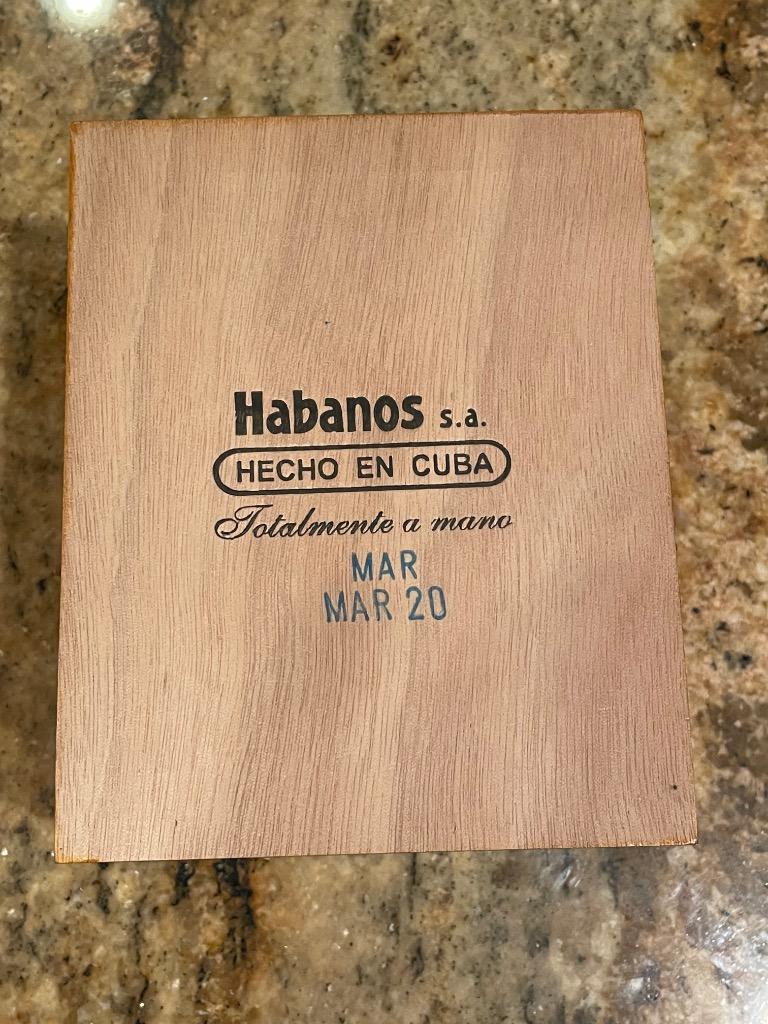 Habanos s.a.
HECHO EN CUBA
Totalmente a mano
MAR
MAR 20